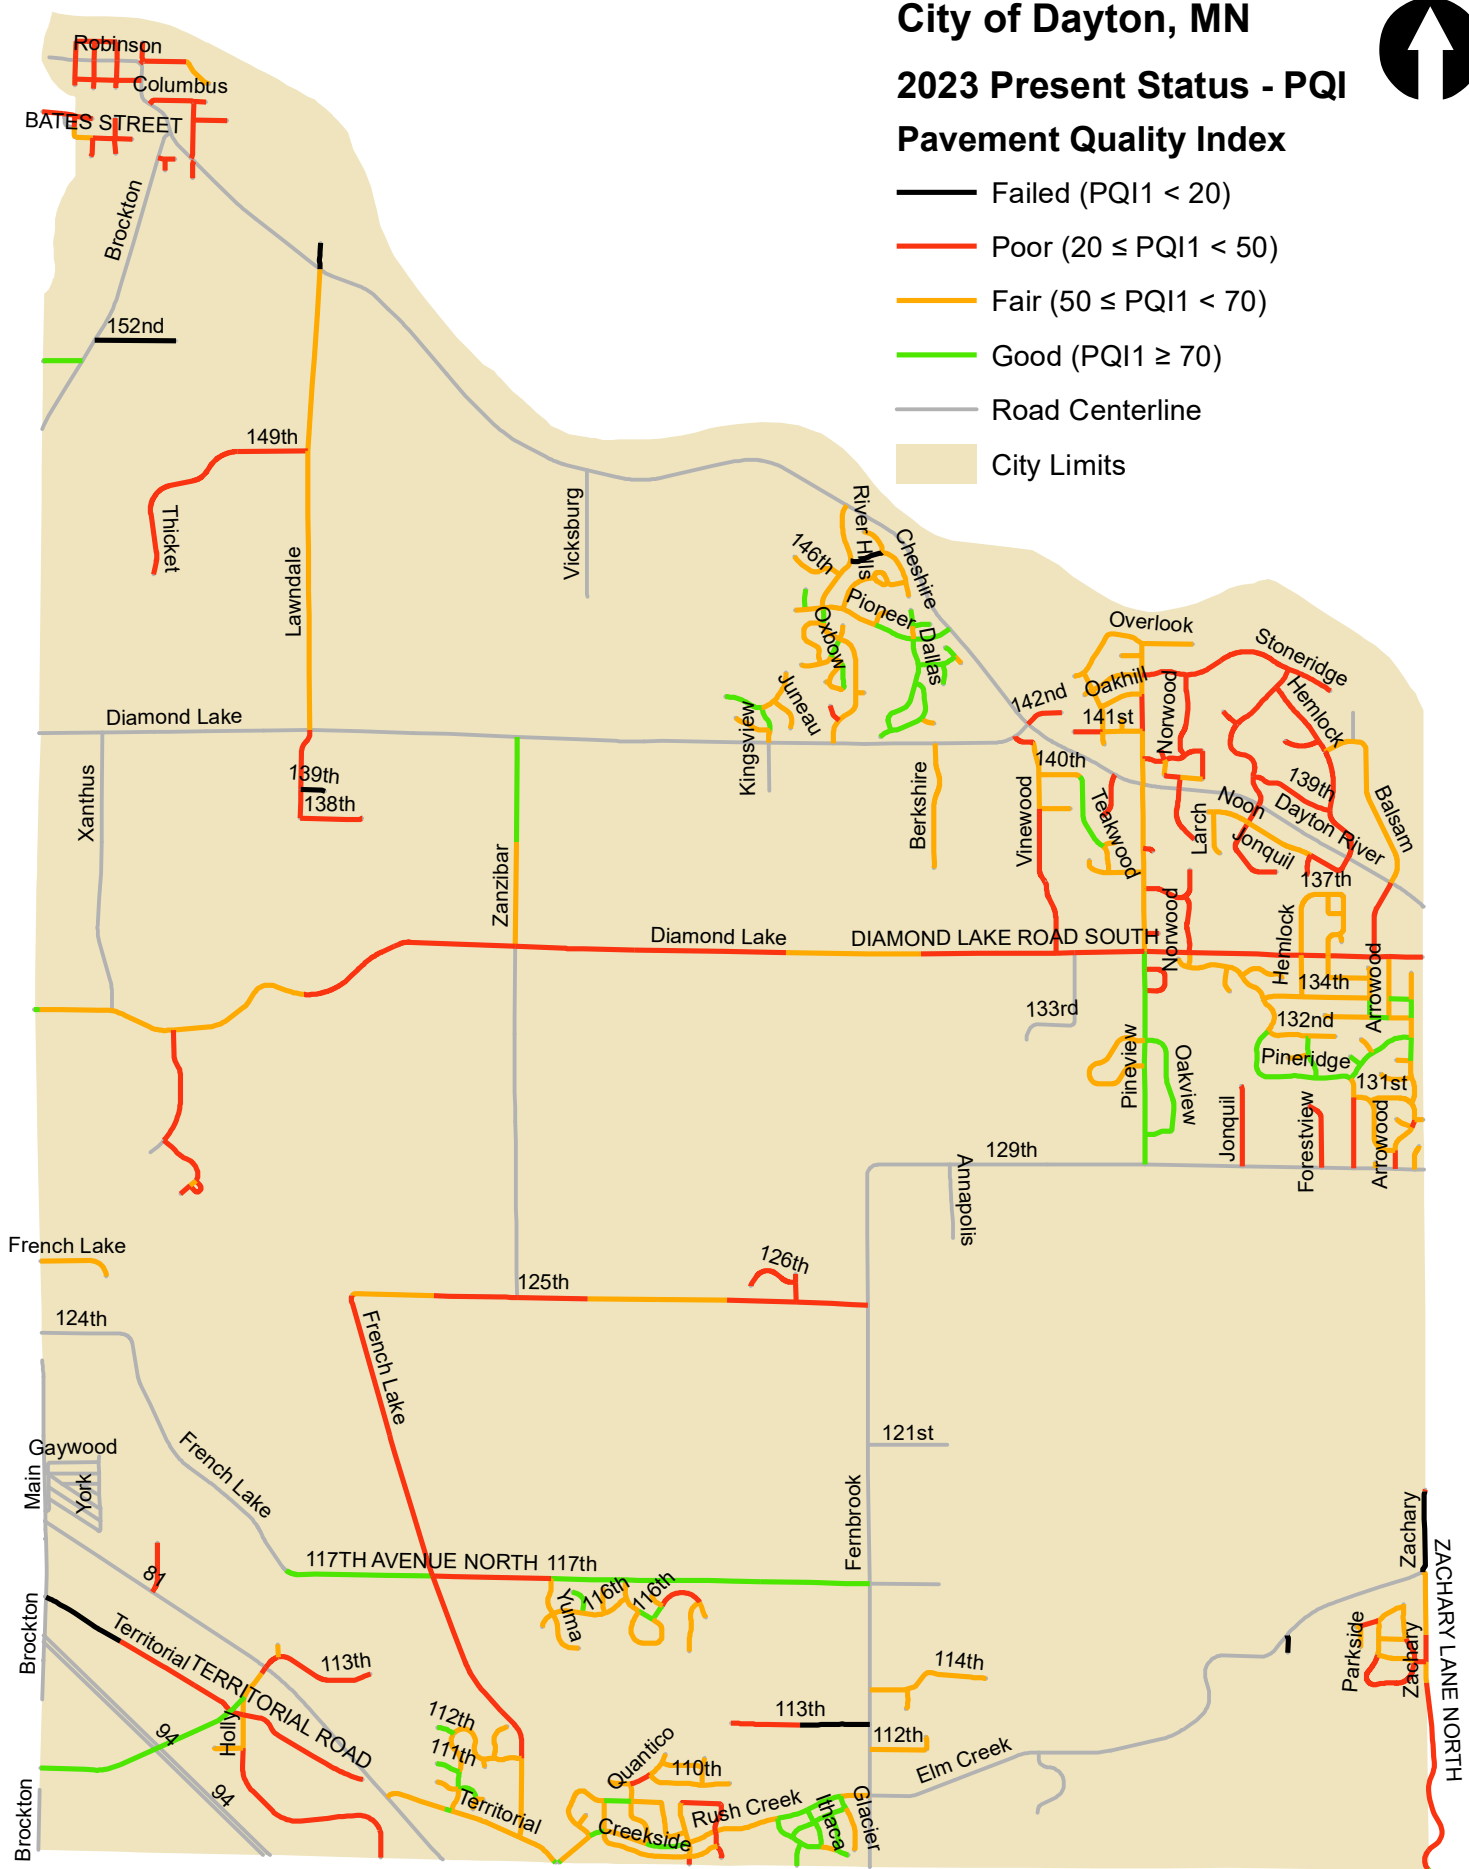 City of Dayton, MN
2023 Present Status - PQI
Pavement Quality Index
Failed (PQI1 < 20)
Poor (20 ≤ PQI1 < 50)
Fair (50 ≤ PQI1 < 70)
Good (PQI1 ≥ 70)
Road Centerline
City Limits
Robinson
Columbus
BATES STREET
Brockton
152nd
149th
Thicket
Lawndale
Vicksburg
River Hills
Cheshire
146th
Pioneer
Oxbow
Dallas
Juneau
Kingsview
Overlook
Stoneridge
Oakhill
Hemlock
142nd
141st
Norwood
Diamond Lake
Xanthus
139th
138th
Zanzibar
Berkshire
Vinewood
140th
Teakwood
Larch
Noon
139th
Dayton River
Balsam
Jonquil
137th
Norwood
Diamond Lake
DIAMOND LAKE ROAD SOUTH
Hemlock
Arrowood
134th
133rd
132nd
Pineview
Oakview
Pineridge
131st
Jonquil
Forestview
Arrowood
129th
Annapolis
French Lake
126th
125th
124th
French Lake
121st
Gaywood
Main
York
French Lake
Fernbrook
Zachary
ZACHARY LANE NORTH
117TH AVENUE NORTH
117th
81
116th
116th
Yuma
Brockton
Territorial
TERRITORIAL ROAD
113th
Parkside
Zachary
114th
113th
112th
112th
111th
Holly
94
94
Quantico
110th
Elm Creek
Rush Creek
Ithaca
Glacier
Territorial
Creekside
Brockton